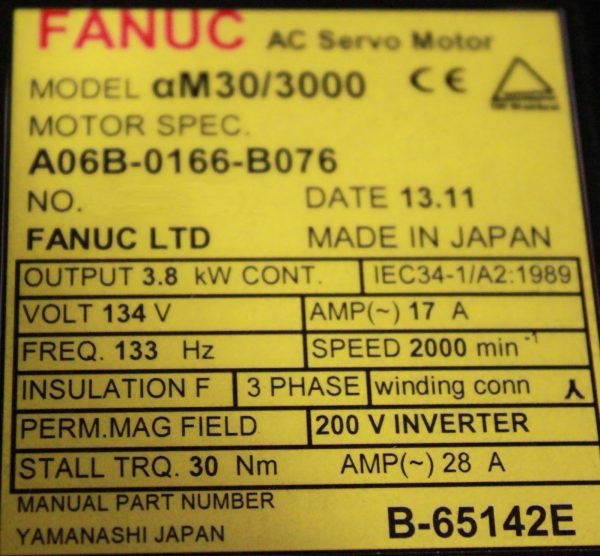 FANUC AC Servo Motor
MODEL αM30/3000 CE
MOTOR SPEC.
A06B-0166-B076
NO. DATE 13.11
FANUC LTD MADE IN JAPAN
OUTPUT 3.8 kW CONT. IEC34-1/A2:1989
VOLT 134 V AMP(~) 17 A
FREQ. 133 Hz SPEED 2000 min⁻¹
INSULATION F 3 PHASE winding conn
PERM.MAG FIELD 200 V INVERTER
STALL TRQ. 30 Nm AMP(~) 28 A
MANUAL PART NUMBER
YAMANASHI JAPAN B-65142E